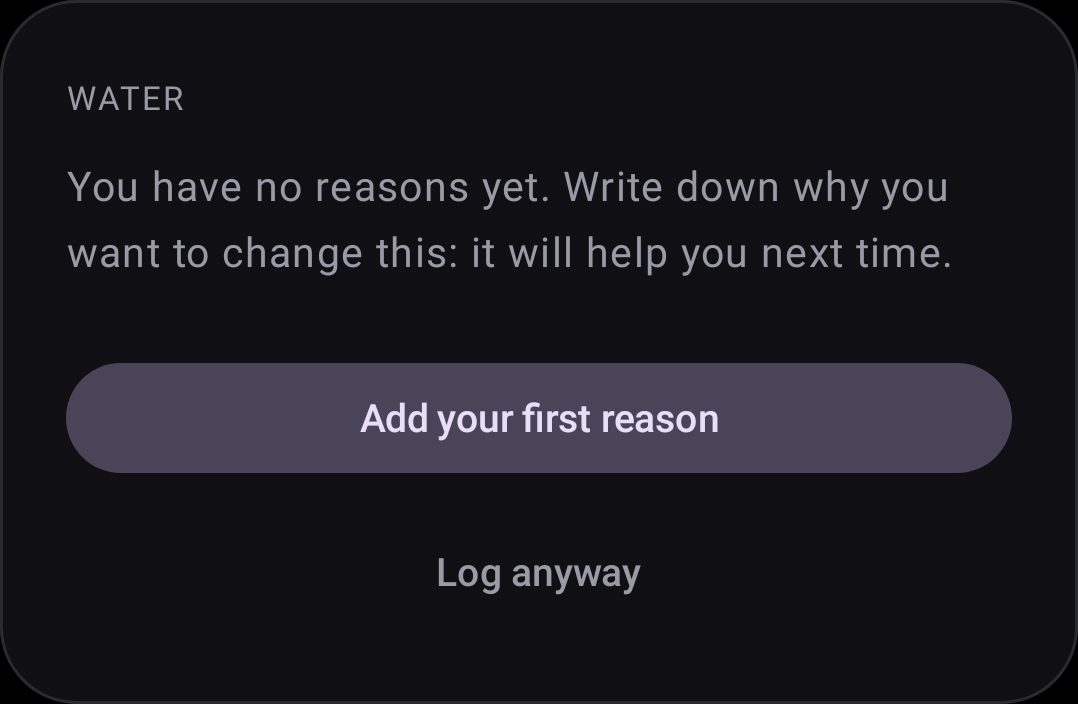 WATER
You have no reasons yet. Write down why you
want to change this: it will help you next time.
Add your first reason
Log anyway